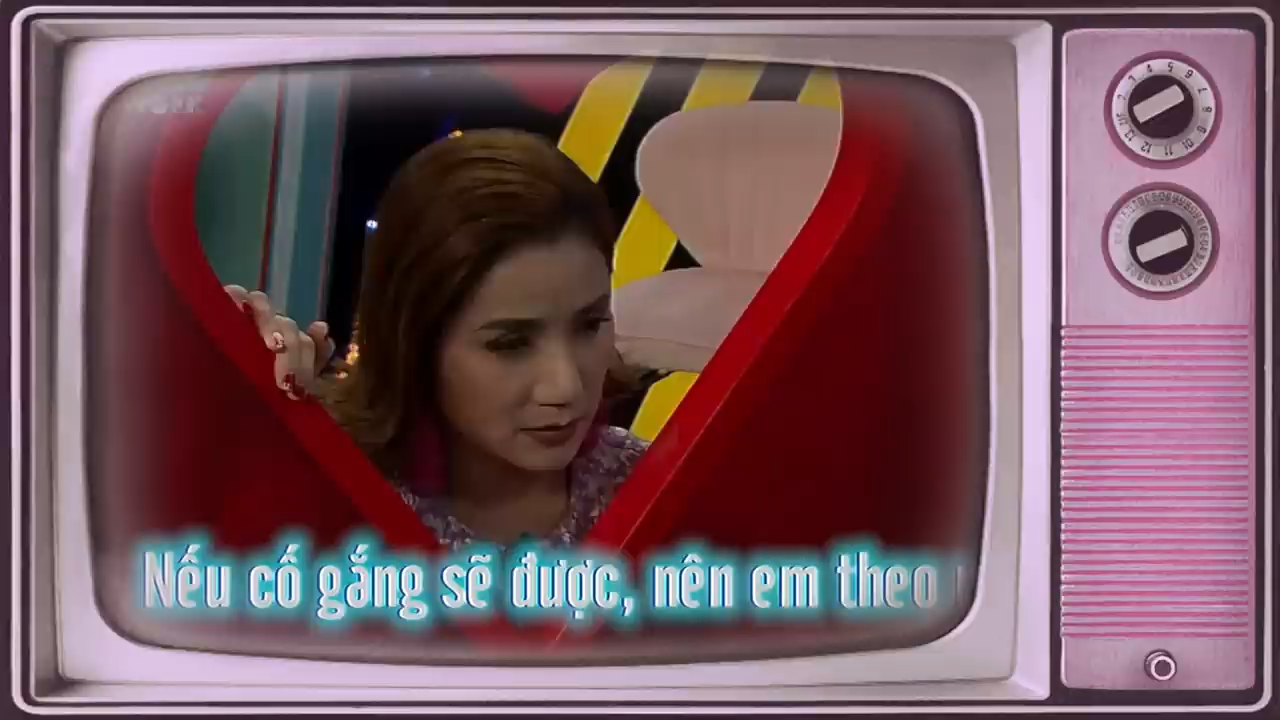 Nếu cố gắng sẽ được, nên em theo